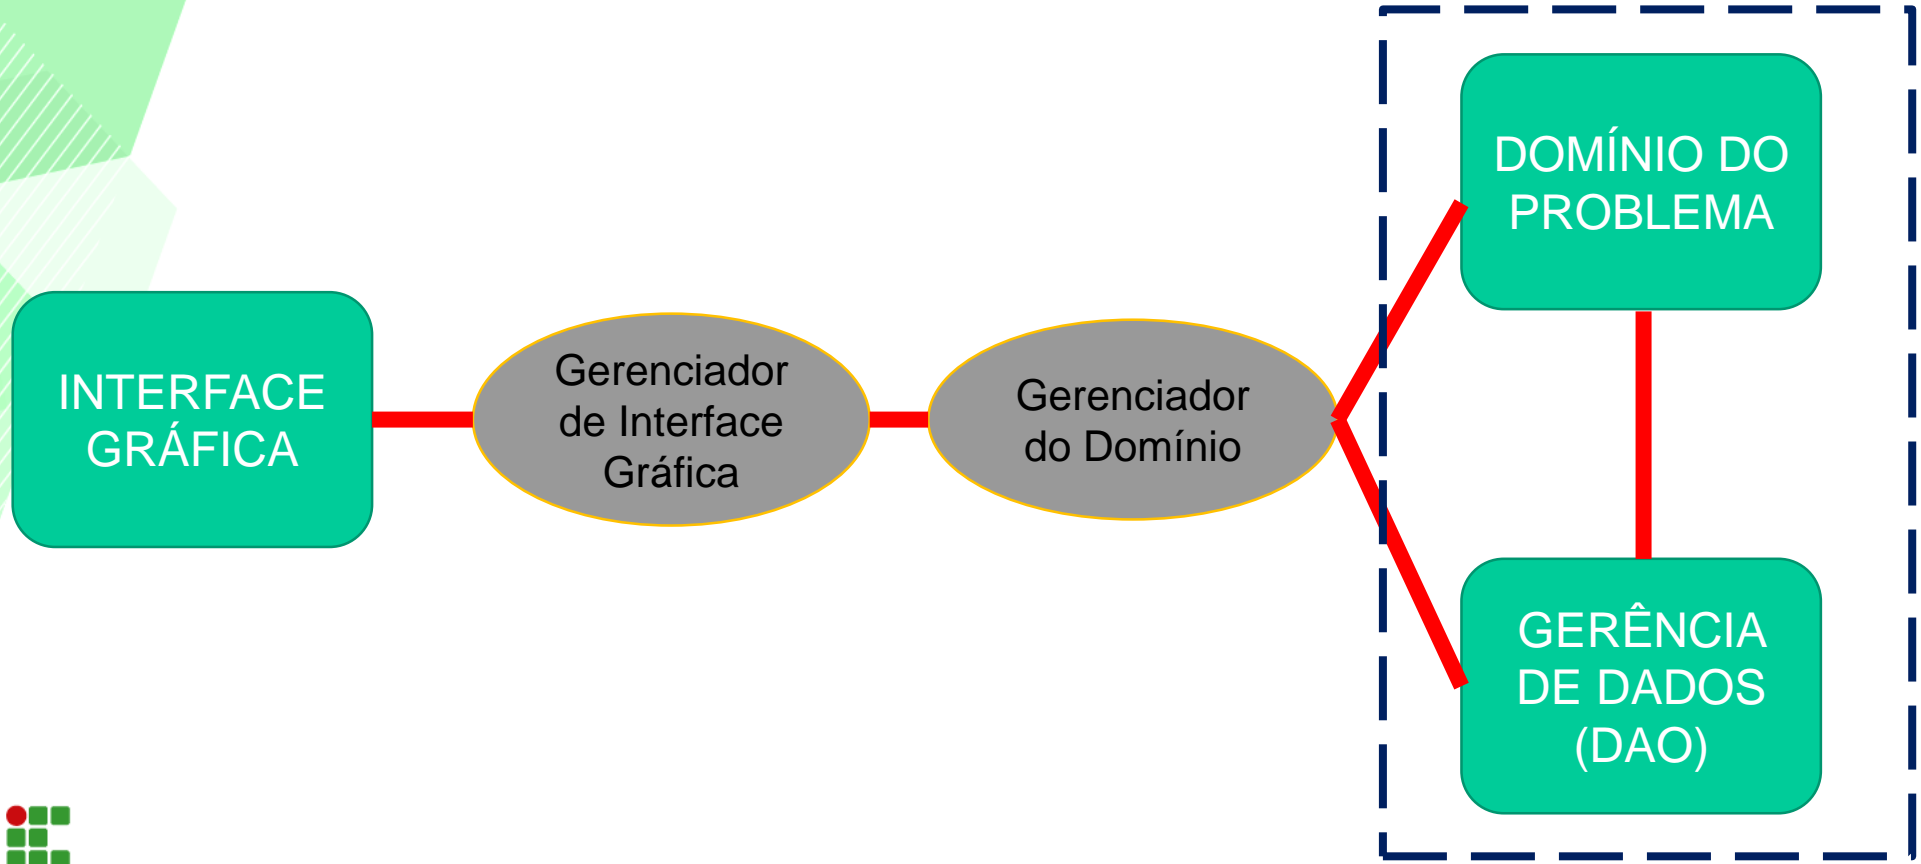 INTERFACE
GRÁFICA
Gerenciador
de Interface
Gráfica
Gerenciador
do Domínio
DOMÍNIO DO
PROBLEMA
GERÊNCIA
DE DADOS
(DAO)